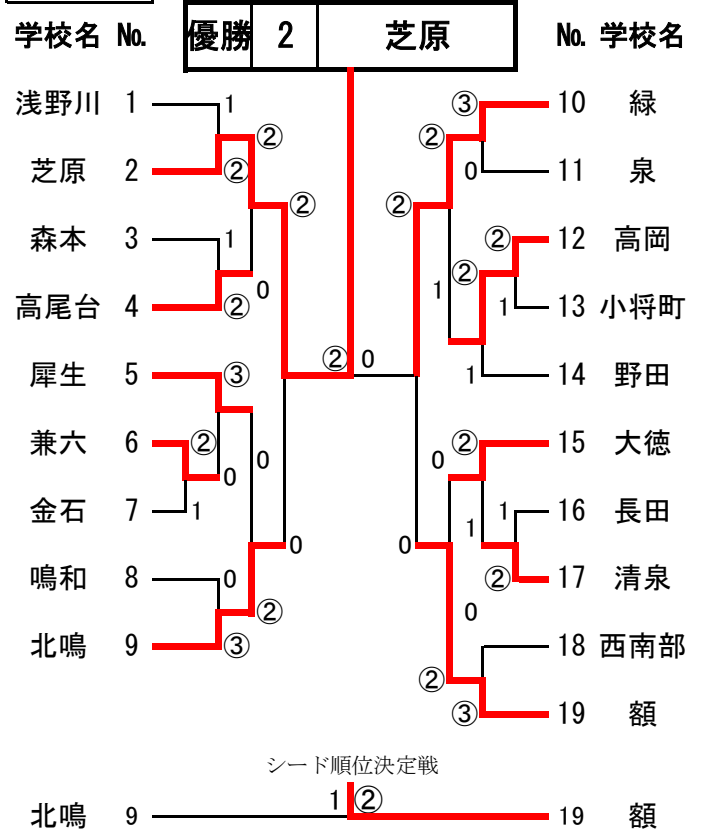 学校名 No. 優勝 2 芝原 No. 学校名
浅野川 1 1 ③ 10 緑
② ②
芝原 2 ② 0 11 泉
② ②
森本 3 1 ② 12 高岡
②
高尾台 4 ② 0 1 1 13 小将町
② 0
犀生 5 ③ 1 14 野田
兼六 6 ② 0 0 ② 15 大徳
0
金石 7 1 1 1 16 長田
0 0
鳴和 8 0 ② 17 清泉
② 0
北鳴 9 ③ 18 西南部
②
③ 19 額
シード順位決定戦
1 ②
北鳴 9 19 額